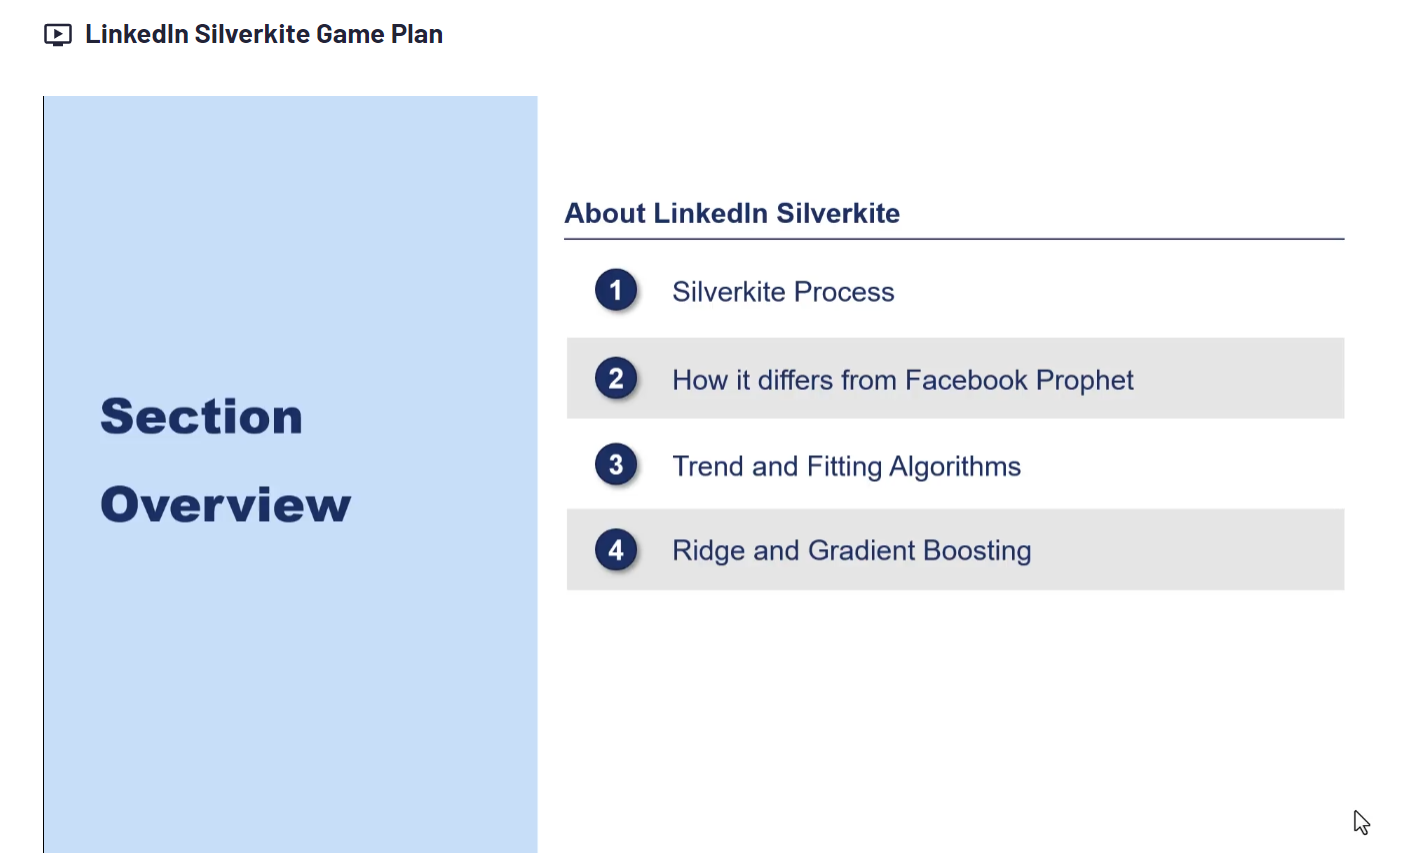 LinkedIn Silverkite Game Plan
Section
Overview
About LinkedIn Silverkite
1 Silverkite Process
2 How it differs from Facebook Prophet
3 Trend and Fitting Algorithms
4 Ridge and Gradient Boosting